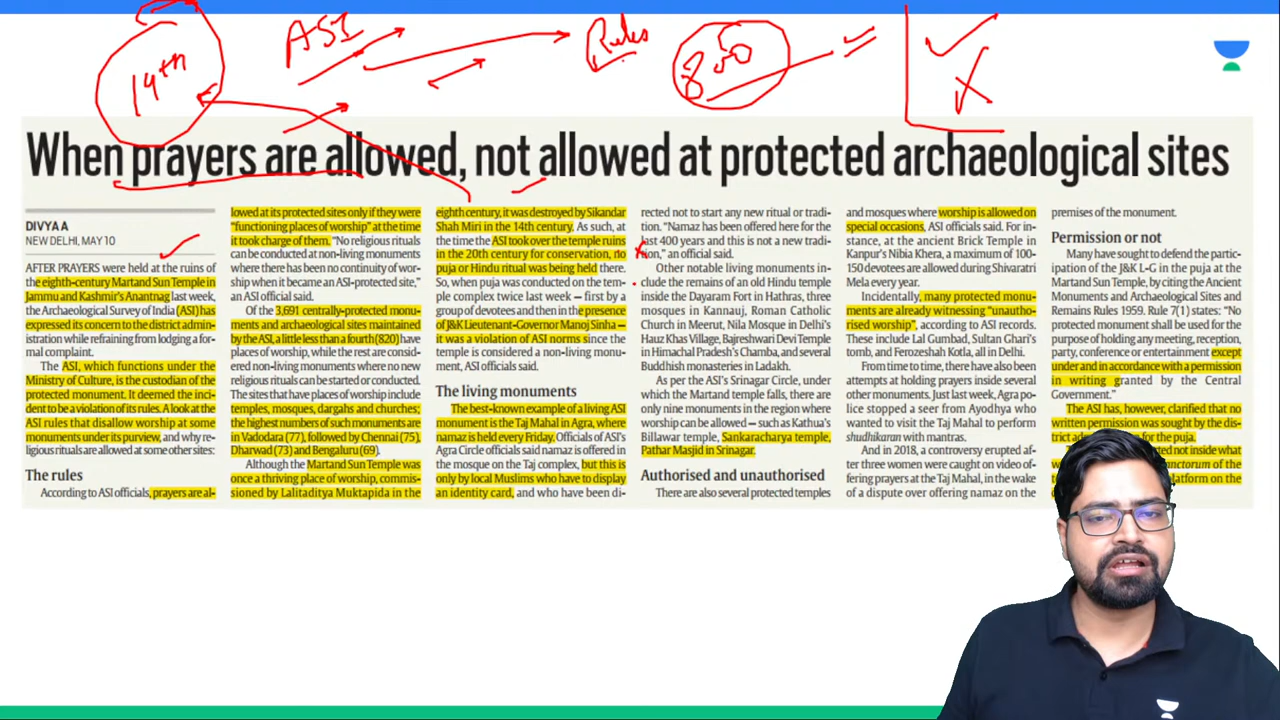 14th
ASI
Rules
850
When prayers are allowed, not allowed at protected archaeological sites
DIVYA A
NEW DELHI, MAY 10
AFTER PRAYERS were held at the ruins of
the eighth-century Martand Sun Temple in
Jammu and Kashmir's Anantnag last week,
the Archaeological Survey of India (ASI) has
expressed its concern to the district admin-
istration while refraining from lodging a for-
mal complaint.
The ASI, which functions under the
Ministry of Culture, is the custodian of the
protected monument. It deemed the inci-
dent to be a violation of its rules. A look at the
ASI rules that disallow worship at some
monuments under its purview, and why re-
ligious rituals are allowed at some other sites:
The rules
According to ASI officials, prayers are al-
lowed at its protected sites only if they were
"functioning places of worship" at the time
it took charge of them. "No religious rituals
can be conducted at non-living monuments
where there has been no continuity of wor-
ship when it became an ASI-protected site,"
an ASI official said.
Of the 3,691 centrally-protected monu-
ments and archaeological sites maintained
by the ASI, a little less than a fourth (820) have
places of worship, while the rest are consid-
ered non-living monuments where no new
religious rituals can be started or conducted.
The sites that have places of worship include
temples, mosques, dargahs and churches;
the highest numbers of such monuments are
in Vadodara (77), followed by Chennai (75),
Dharwad (73) and Bengaluru (69).
Although the Martand Sun Temple was
once a thriving place of worship, commis-
sioned by Lalitaditya Muktapida in the
eighth century, it was destroyed by Sikandar
Shah Miri in the 14th century. As such, at
the time the ASI took over the temple ruins
in the 20th century for conservation, no
puja or Hindu ritual was being held there.
So, when puja was conducted on the tem-
ple complex twice last week – first by a
group of devotees and then in the presence
of J&K Lieutenant-Governor Manoj Sinha –
it was a violation of ASI norms since the
temple is considered a non-living monu-
ment, ASI officials said.
The living monuments
The best-known example of a living ASI
monument is the Taj Mahal in Agra, where
namaz is held every Friday. Officials of ASI's
Agra Circle officials said namaz is offered in
the mosque on the Taj complex, but this is
only by local Muslims who have to display
an identity card, and who have been di-
rected not to start any new ritual or tradi-
tion. "Namaz has been offered here for the
last 400 years and this is not a new tradi-
tion," an official said.
Other notable living monuments in-
clude the remains of an old Hindu temple
inside the Dayaram Fort in Hathras, three
mosques in Kannauj, Roman Catholic
Church in Meerut, Nila Mosque in Delhi's
Hauz Khas Village, Bajreshwari Devi Temple
in Himachal Pradesh's Chamba, and several
Buddhish monasteries in Ladakh.
As per the ASI's Srinagar Circle, under
which the Martand temple falls, there are
only nine monuments in the region where
worship can be allowed – such as Kathua's
Billawar temple, Sankaracharya temple,
Pathar Masjid in Srinagar.
Authorised and unauthorised
There are also several protected temples
and mosques where worship is allowed on
special occasions, ASI officials said. For in-
stance, at the ancient Brick Temple in
Kanpur's Nibia Khera, a maximum of 100-
150 devotees are allowed during Shivaratri
Mela every year.
Incidentally, many protected monu-
ments are already witnessing "unautho-
rised worship", according to ASI records.
These include Lal Gumbad, Sultan Ghari's
tomb, and Ferozeshah Kotla, all in Delhi.
From time to time, there have also been
attempts at holding prayers inside several
other monuments. Just last week, Agra po-
lice stopped a seer from Ayodhya who
wanted to visit the Taj Mahal to perform
shudhikaran with mantras.
And in 2018, a controversy erupted af-
ter three women were caught on video of-
fering prayers at the Taj Mahal, in the wake
of a dispute over offering namaz on the
premises of the monument.
Permission or not
Many have sought to defend the partic-
ipation of the J&K L-G in the puja at the
Martand Sun Temple, by citing the Ancient
Monuments and Archaeological Sites and
Remains Rules 1959. Rule 7(1) states: "No
protected monument shall be used for the
purpose of holding any meeting, reception,
party, conference or entertainment except
under and in accordance with a permission
in writing granted by the Central
Government."
The ASI has, however, clarified that no
written permission was sought by the dis-
trict for the puja.
not inside what
sanctorum of the
platform on the